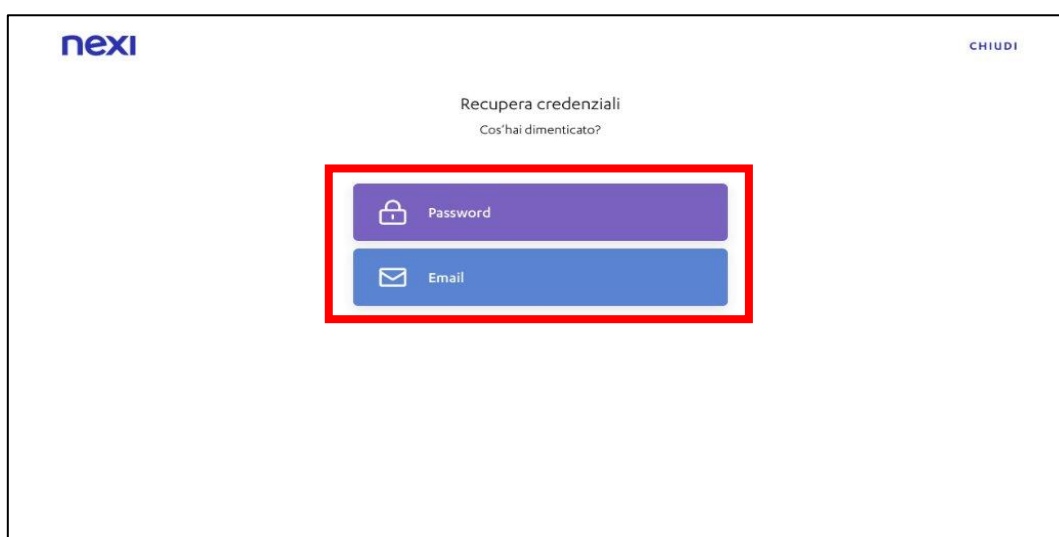 nexi
CHIUDI
Recupera credenziali
Cos'hai dimenticato?
Password
Email